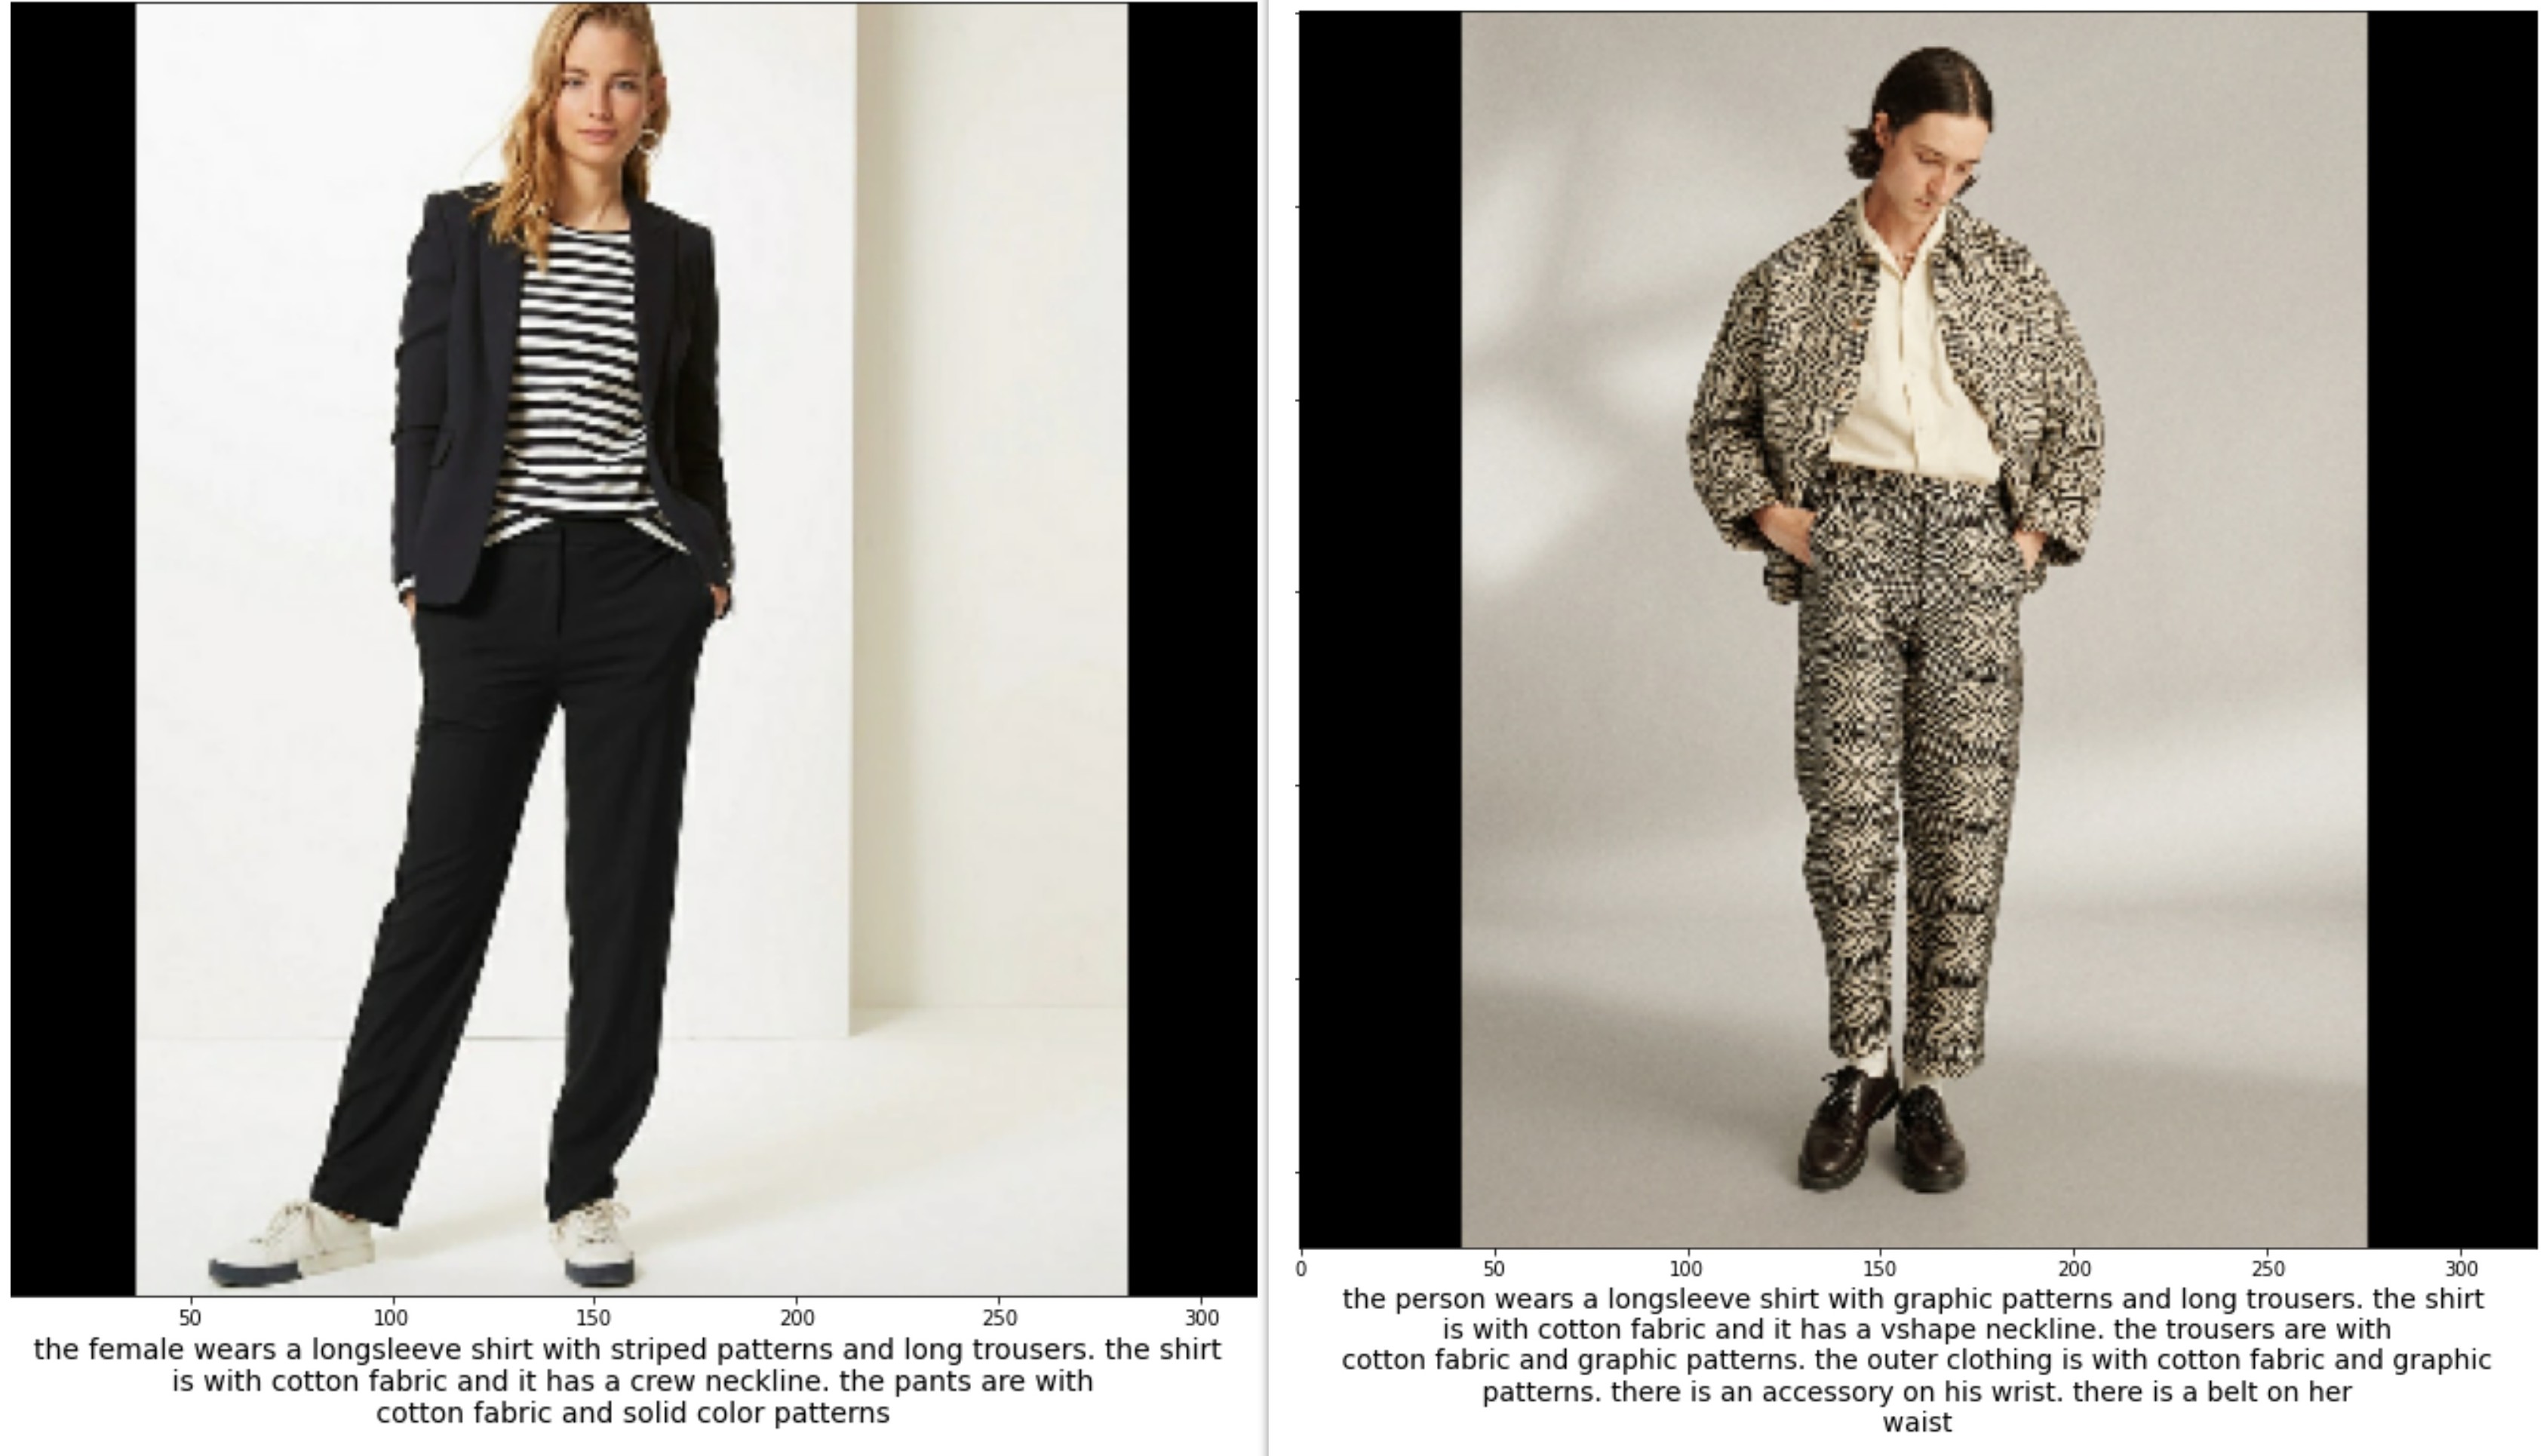 50 100 150 200 250 300
the female wears a longsleeve shirt with striped patterns and long trousers. the shirt
is with cotton fabric and it has a crew neckline. the pants are with
cotton fabric and solid color patterns
0 50 100 150 200 250 300
the person wears a longsleeve shirt with graphic patterns and long trousers. the shirt
is with cotton fabric and it has a vshape neckline. the trousers are with
cotton fabric and graphic patterns. the outer clothing is with cotton fabric and graphic
patterns. there is an accessory on his wrist. there is a belt on her
waist